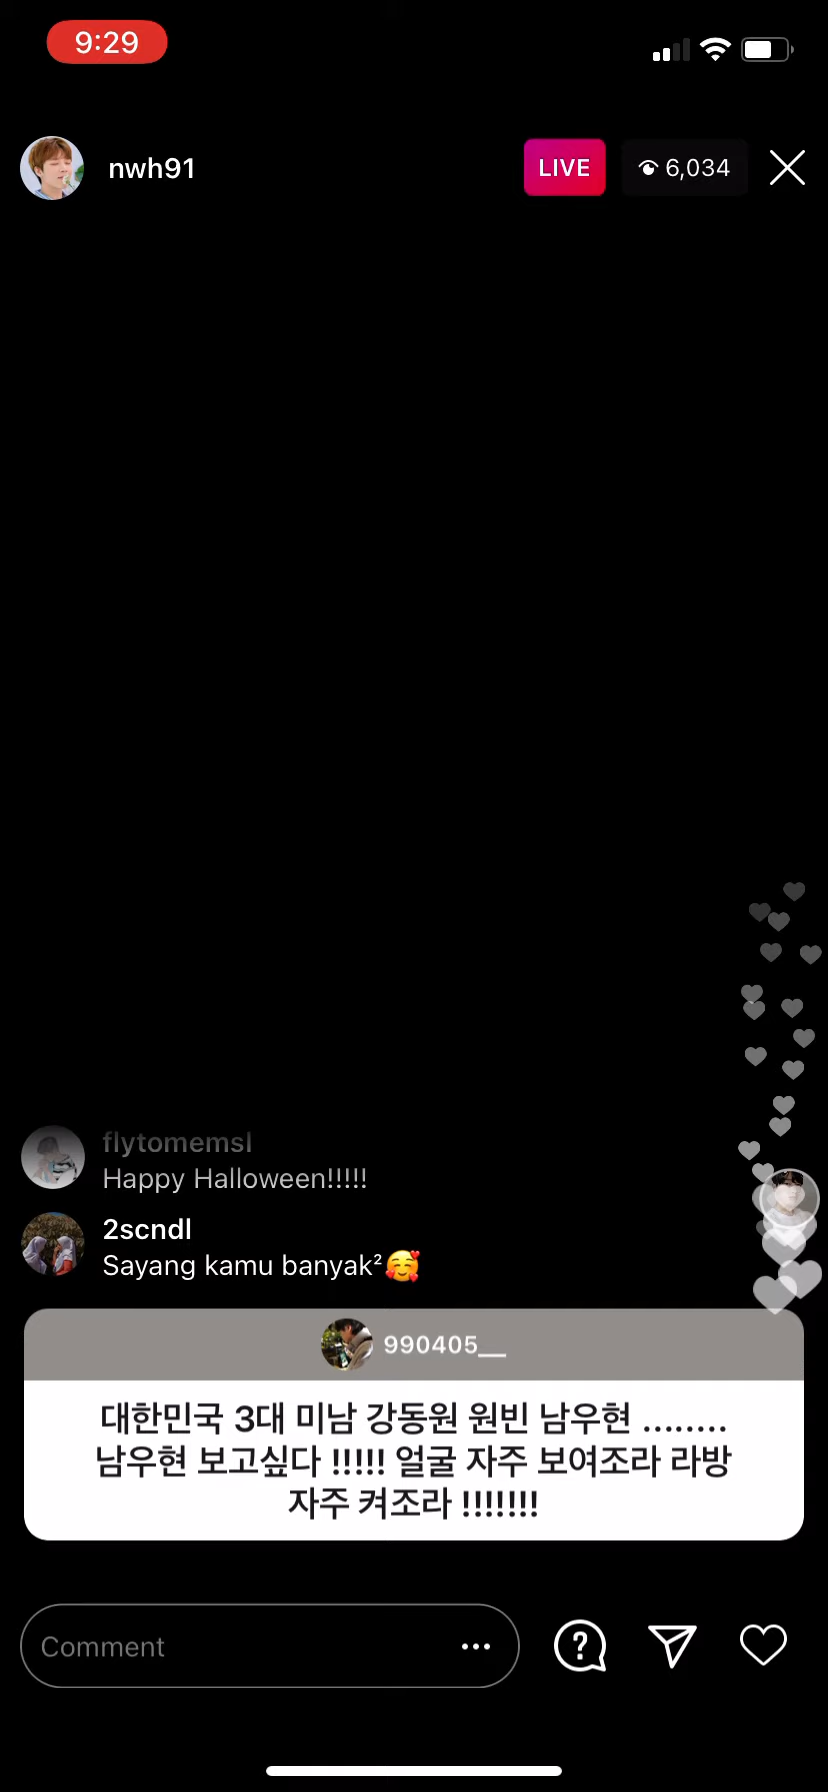 9:29
nwh91
LIVE
6,034
flytomemsl
Happy Halloween!!!!!
2scndl
Sayang kamu banyak²🥰
990405__
대한민국 3대 미남 강동원 원빈 남우현 ........
남우현 보고싶다 !!!!! 얼굴 자주 보여조라 라방
자주 켜조라 !!!!!!!
Comment